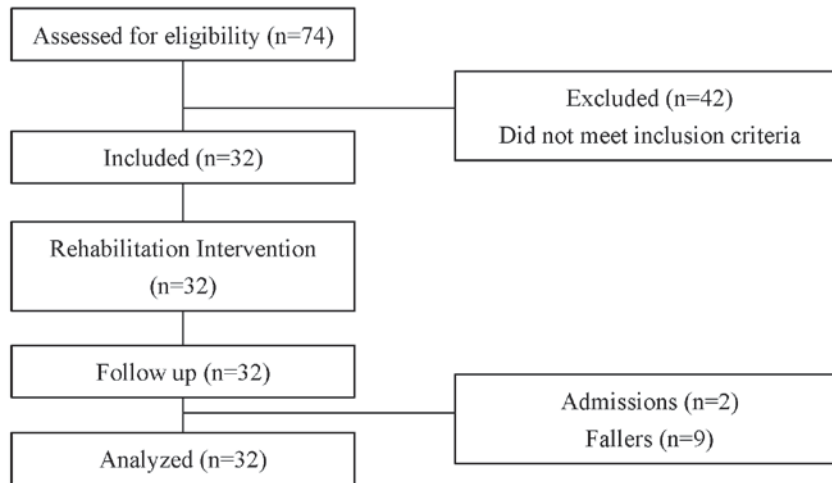 Assessed for eligibility (n=74)
Excluded (n=42)
Did not meet inclusion criteria
Included (n=32)
Rehabilitation Intervention
(n=32)
Follow up (n=32)
Admissions (n=2)
Fallers (n=9)
Analyzed (n=32)